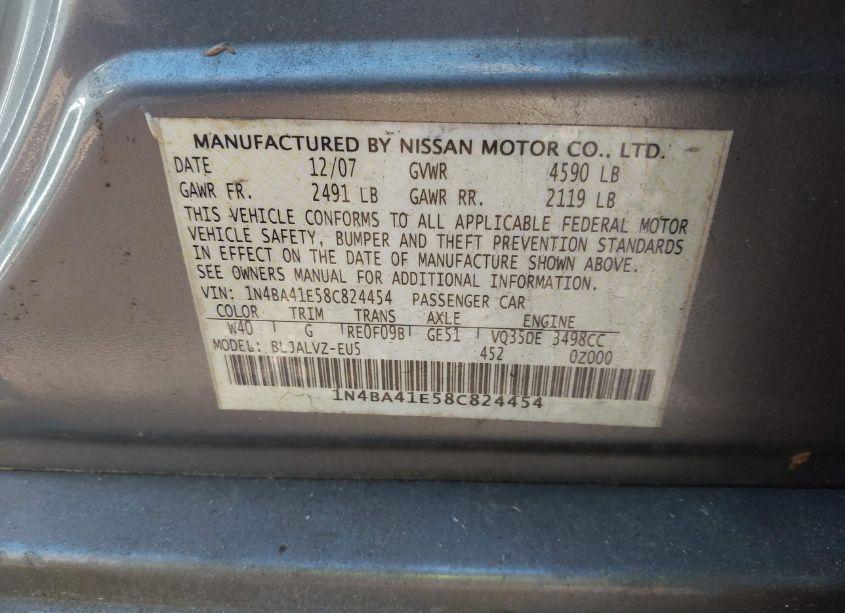 MANUFACTURED BY NISSAN MOTOR CO., LTD.
DATE 12/07 GVWR 4590 LB
GAWR FR. 2491 LB GAWR RR. 2119 LB
THIS VEHICLE CONFORMS TO ALL APPLICABLE FEDERAL MOTOR
VEHICLE SAFETY, BUMPER AND THEFT PREVENTION STANDARDS
IN EFFECT ON THE DATE OF MANUFACTURE SHOWN ABOVE.
SEE OWNERS MANUAL FOR ADDITIONAL INFORMATION.
VIN: 1N4BA41E58C824454 PASSENGER CAR
COLOR TRIM TRANS AXLE ENGINE
W40 G RE0F09B GE51 VQ35DE 3498CC
MODEL: BLJALVZ-EU5 452 0Z000
1N4BA41E58C824454